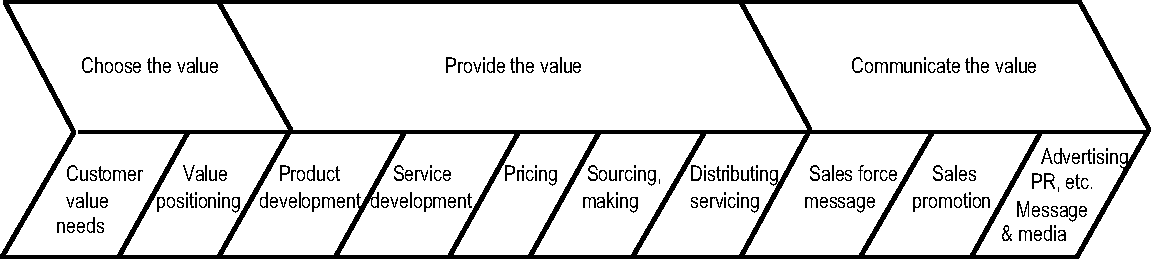 Choose the value
Provide the value
Communicate the value
Customer
value
needs
Value
positioning
Product
development
Service
development
Pricing
Sourcing,
making
Distributing
servicing
Sales force
message
Sales
promotion
Advertising,
PR, etc.
Message
& media